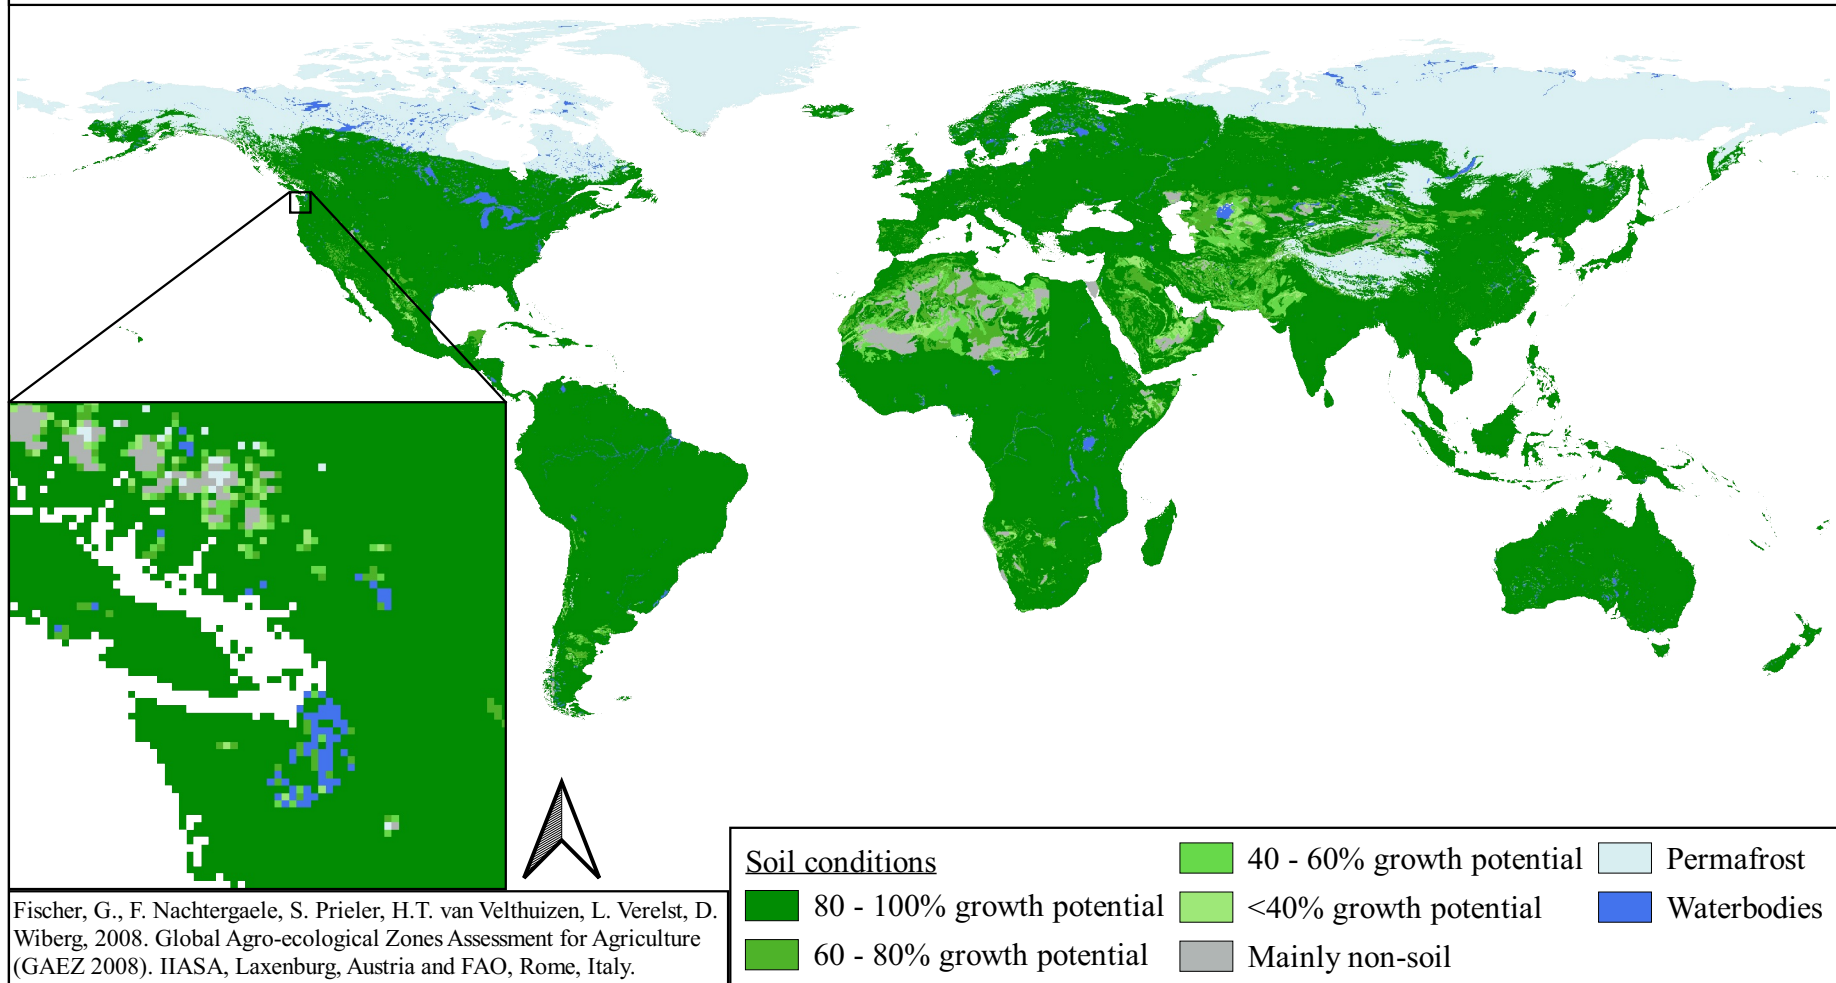 Soil conditions
80 - 100% growth potential
60 - 80% growth potential
40 - 60% growth potential
<40% growth potential
Mainly non-soil
Permafrost
Waterbodies
Fischer, G., F. Nachtergaele, S. Prieler, H.T. van Velthuizen, L. Verelst, D.
Wiberg, 2008. Global Agro-ecological Zones Assessment for Agriculture
(GAEZ 2008). IIASA, Laxenburg, Austria and FAO, Rome, Italy.